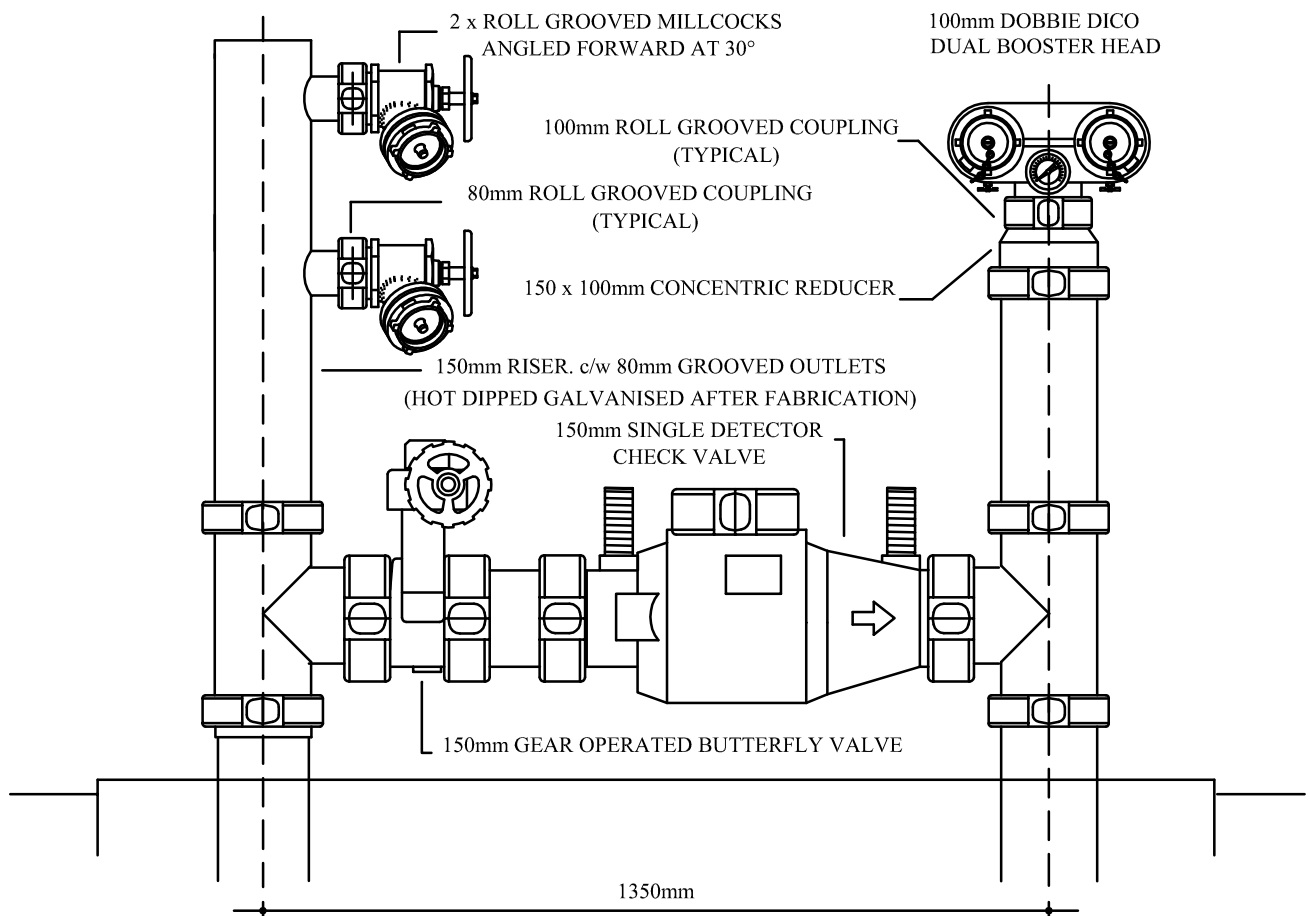 2 x ROLL GROOVED MILLCOCKS
ANGLED FORWARD AT 30°
100mm DOBBIE DICO
DUAL BOOSTER HEAD
100mm ROLL GROOVED COUPLING
(TYPICAL)
80mm ROLL GROOVED COUPLING
(TYPICAL)
150 x 100mm CONCENTRIC REDUCER
150mm RISER. c/w 80mm GROOVED OUTLETS
(HOT DIPPED GALVANISED AFTER FABRICATION)
150mm SINGLE DETECTOR
CHECK VALVE
150mm GEAR OPERATED BUTTERFLY VALVE
1350mm